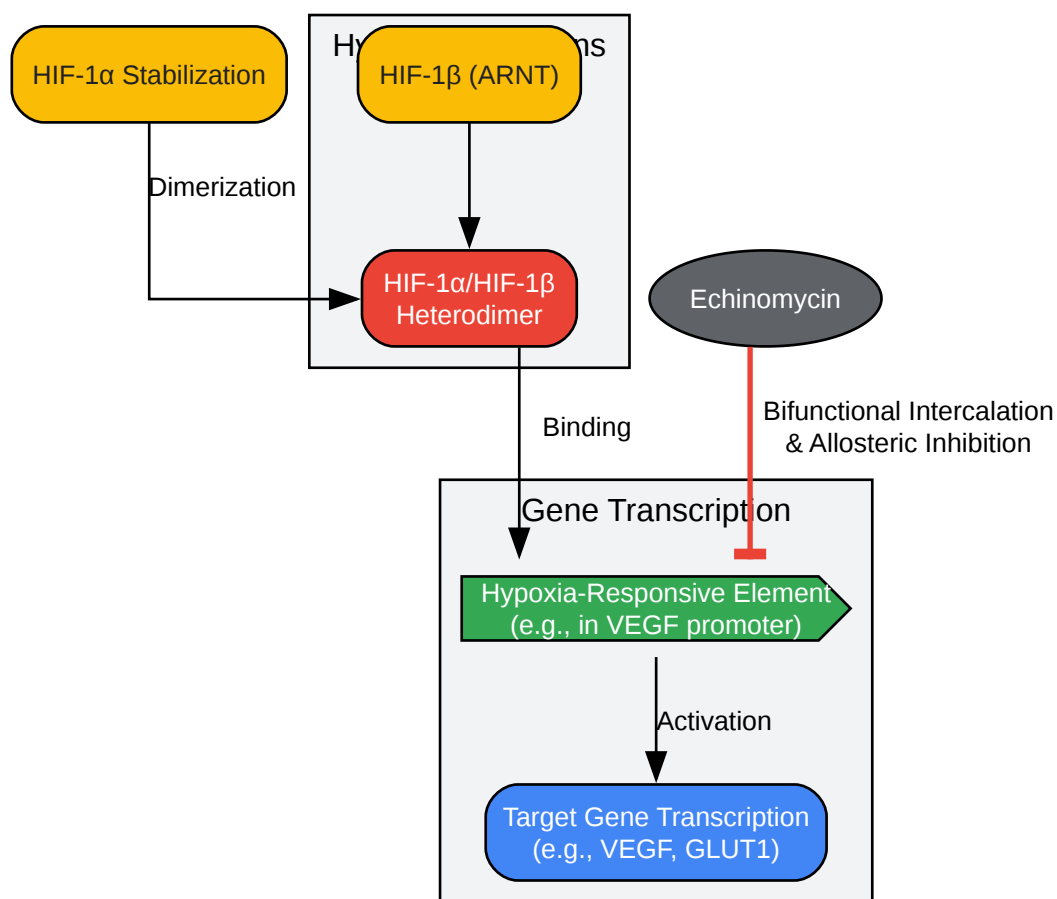 HIF-1α Stabilization
HIF-1β (ARNT)
Dimerization
HIF-1α/HIF-1β
Heterodimer
Echinomycin
Binding
Bifunctional Intercalation
& Allosteric Inhibition
Gene Transcription
Hypoxia-Responsive Element
(e.g., in VEGF promoter)
Activation
Target Gene Transcription
(e.g., VEGF, GLUT1)